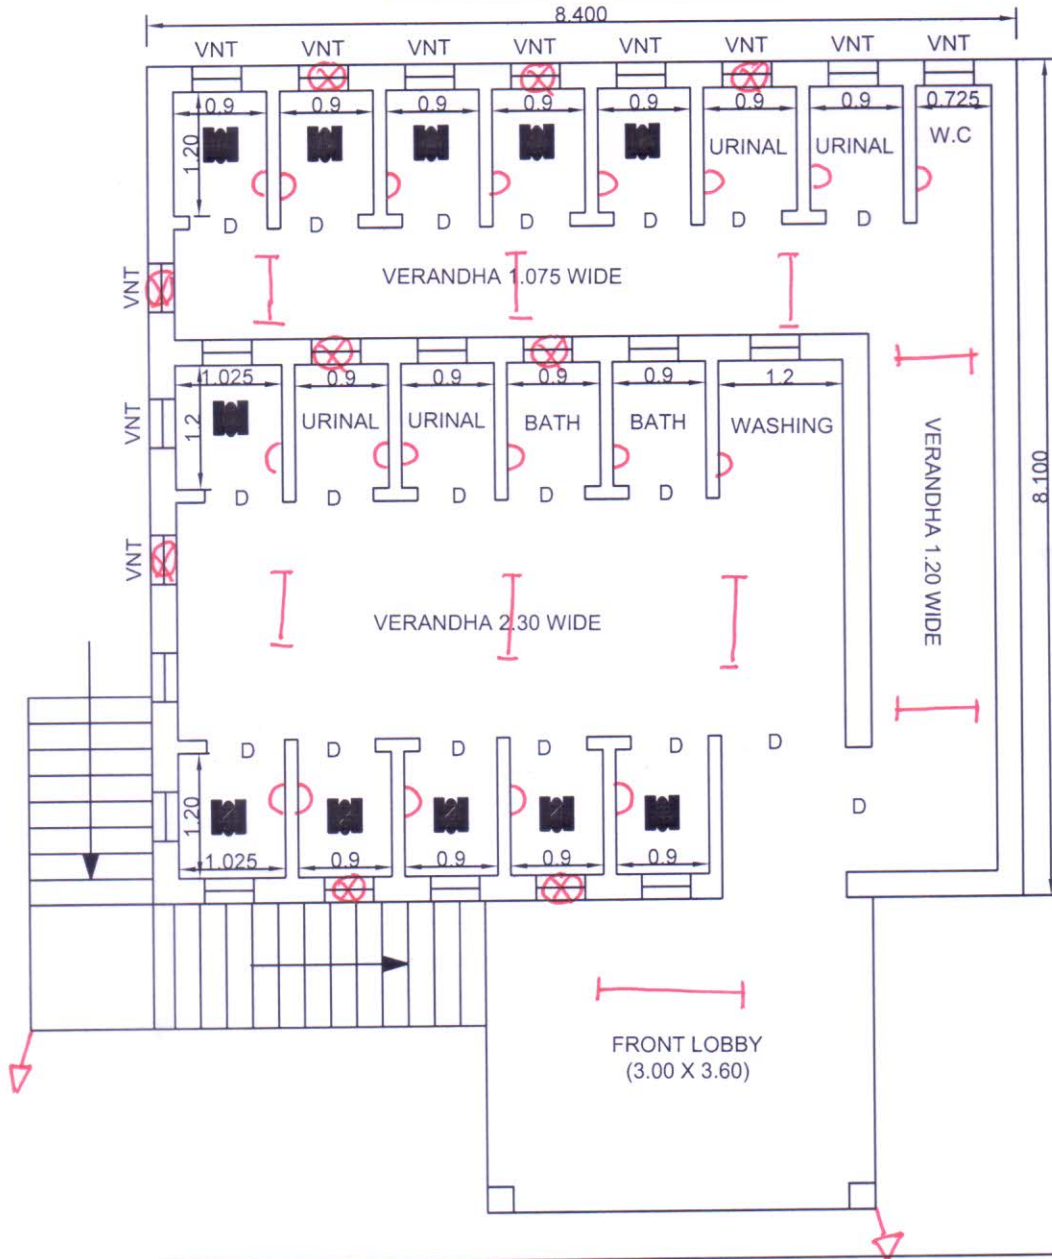 8.400
VNT VNT VNT VNT VNT VNT VNT VNT
0.9 0.9 0.9 0.9 0.9 0.9 0.9 0.725
1.20
URINAL URINAL W.C
D D D D D D D
VNT
VERANDHA 1.075 WIDE
1.025 0.9 0.9 0.9 0.9 1.2
VNT
1.2
URINAL URINAL BATH BATH WASHING
D D D D D
VERANDHA 1.20 WIDE
8.100
VNT
VERANDHA 2.30 WIDE
D D D D D D
D
1.20
1.025 0.9 0.9 0.9 0.9
FRONT LOBBY
(3.00 X 3.60)